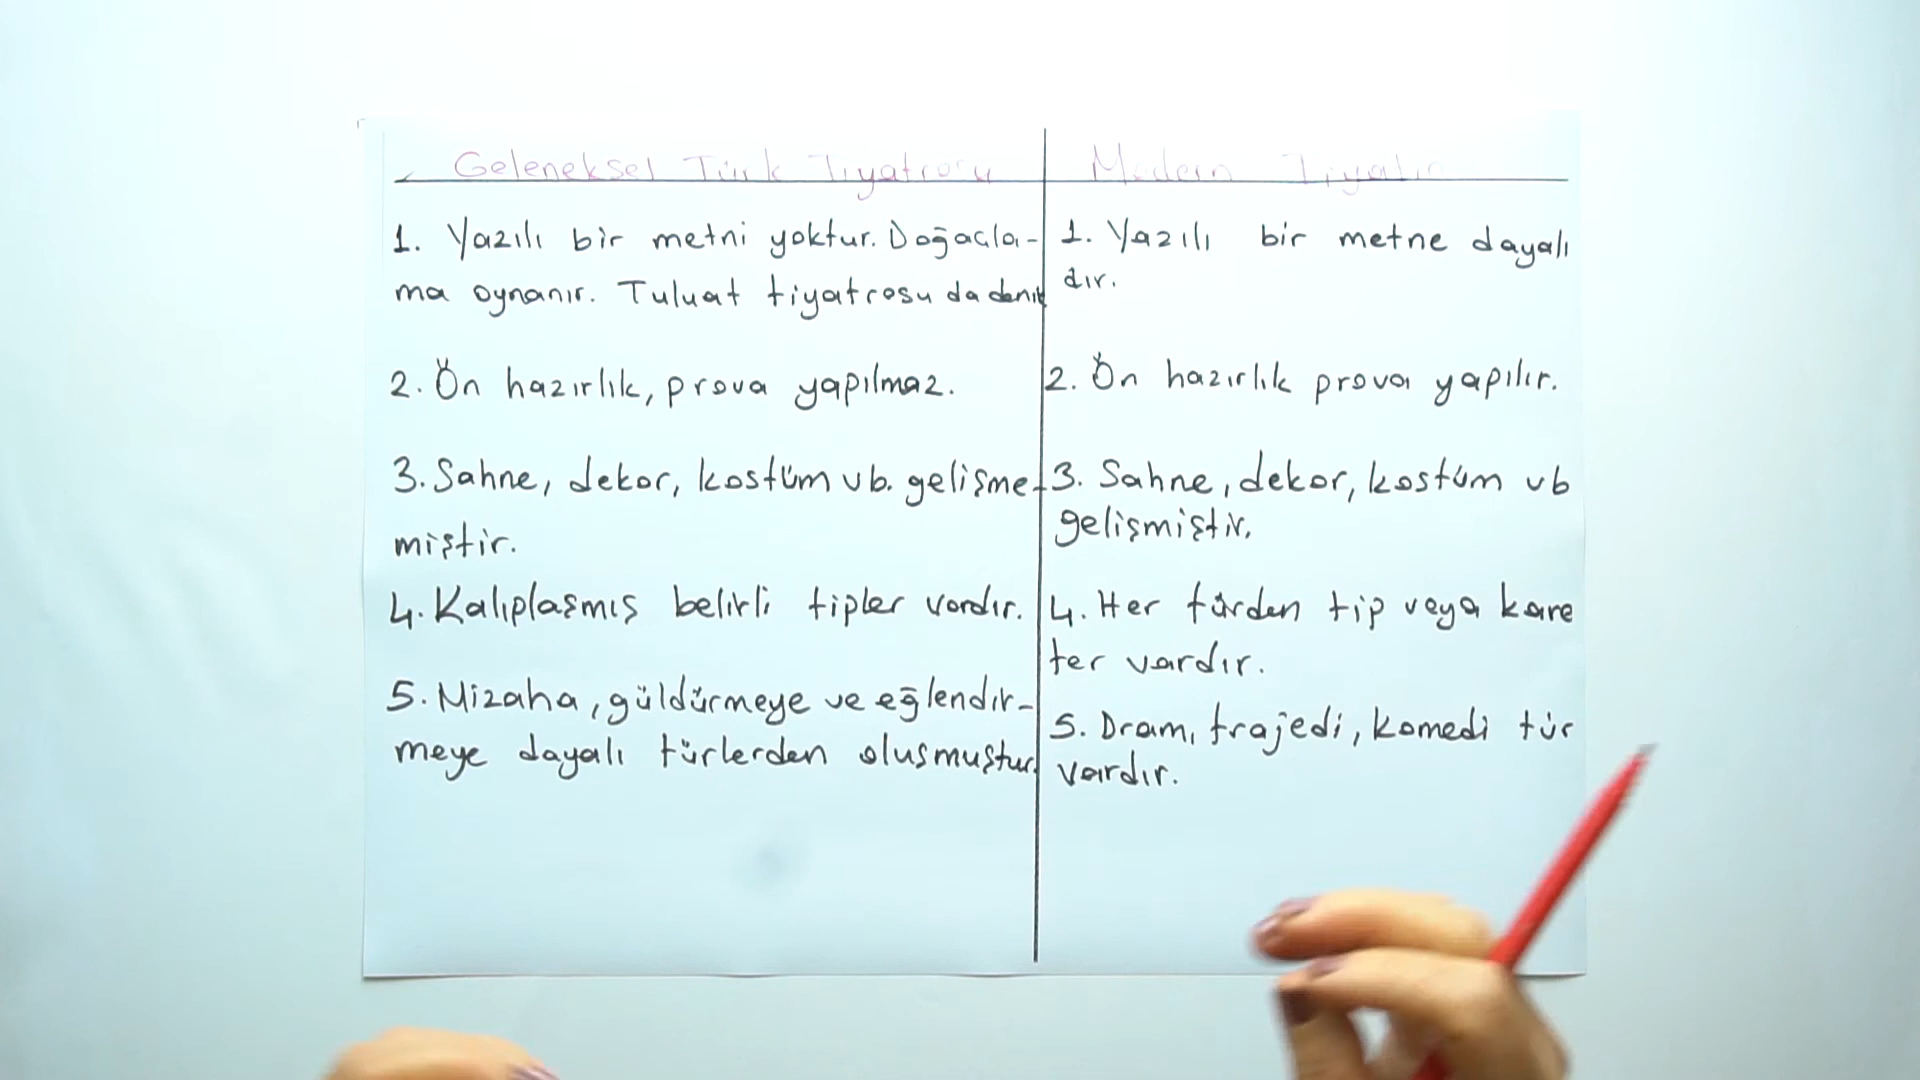 Geleneksel Türk Tiyatrosu
1. Yazılı bir metni yoktur. Doğaçla-
ma oynanır. Tuluat tiyatrosu da denir
2. Ön hazırlık, prova yapılmaz.
3. Sahne, dekor, kostüm vb. gelişme-
miştir.
4. Kalıplaşmış belirli tipler vardır.
5. Mizaha, güldürmeye ve eğlendir-
meye dayalı türlerden oluşmuştur.
Modern Tiyatro
1. Yazılı bir metne dayalı
dır.
2. Ön hazırlık prova yapılır.
3. Sahne, dekor, kostüm vb
gelişmiştir.
4. Her türden tip veya kare
ter vardır.
5. Dram, trajedi, komedi tür
vardır.